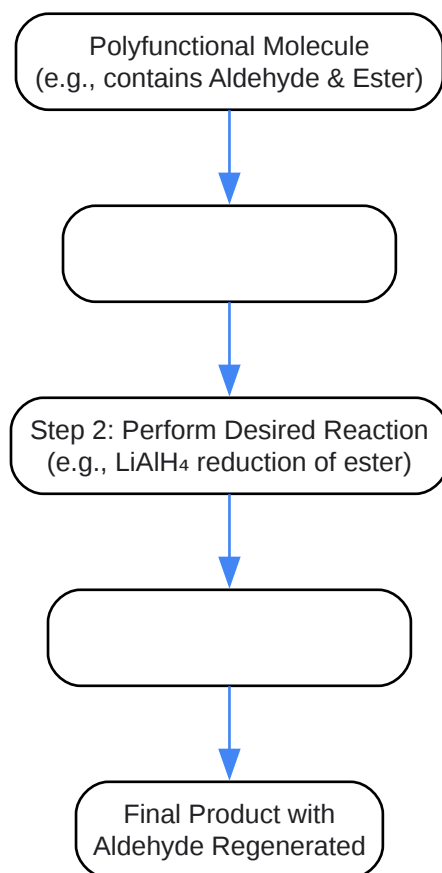 Polyfunctional Molecule
(e.g., contains Aldehyde & Ester)
Step 2: Perform Desired Reaction
(e.g., LiAlH₄ reduction of ester)
Final Product with
Aldehyde Regenerated